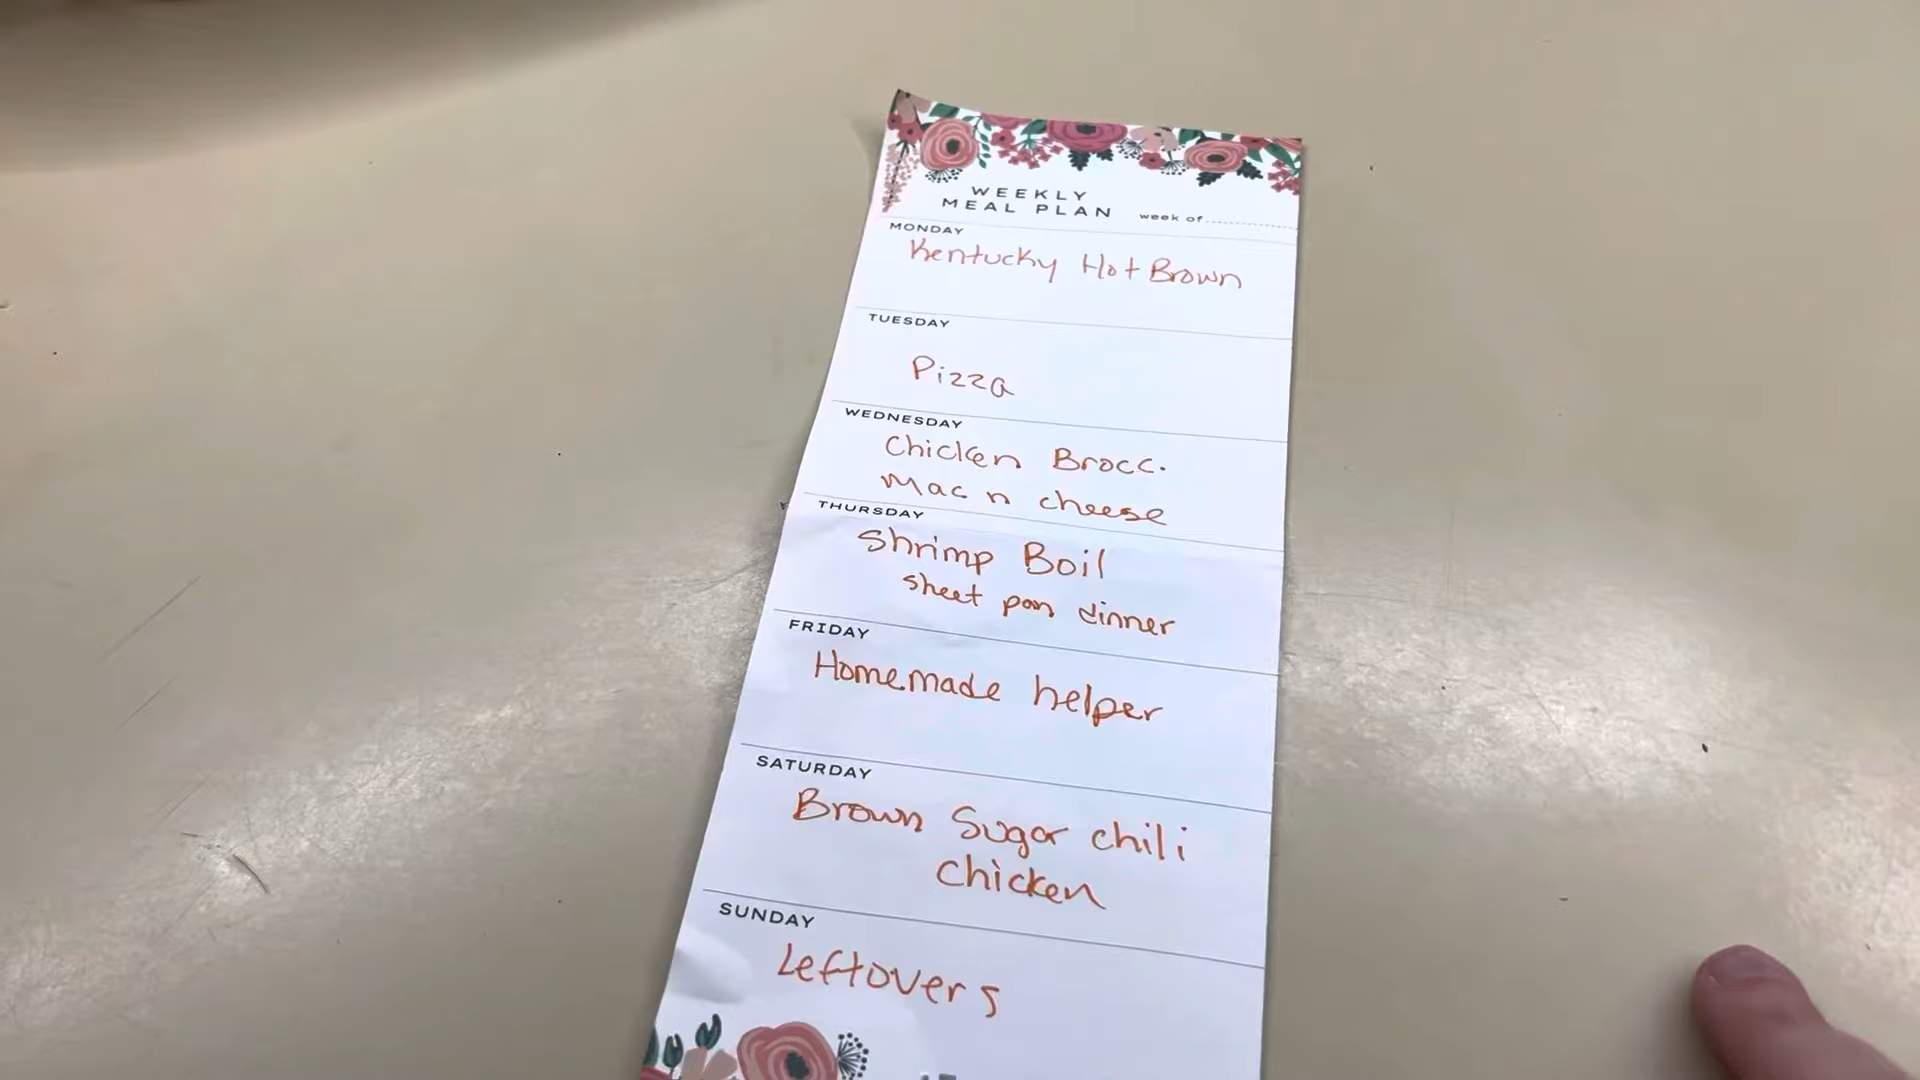 WEEKLY
MEAL PLAN week of
MONDAY
Kentucky Hot Brown
TUESDAY
Pizza
WEDNESDAY
Chicken Brocc.
Mac n cheese
THURSDAY
Shrimp Boil
sheet pan dinner
FRIDAY
Homemade helper
SATURDAY
Brown Sugar chili
Chicken
SUNDAY
Leftovers